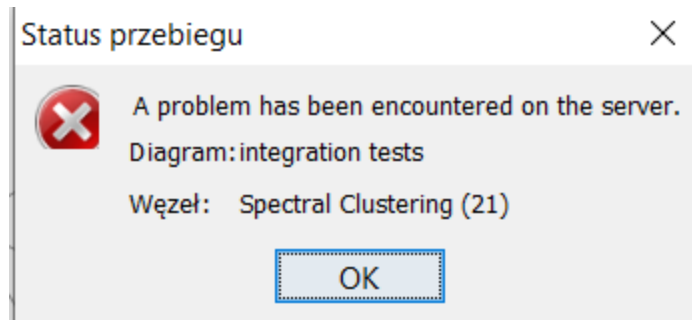 Status przebiegu
A problem has been encountered on the server.
Diagram: integration tests
Węzeł: Spectral Clustering (21)
OK